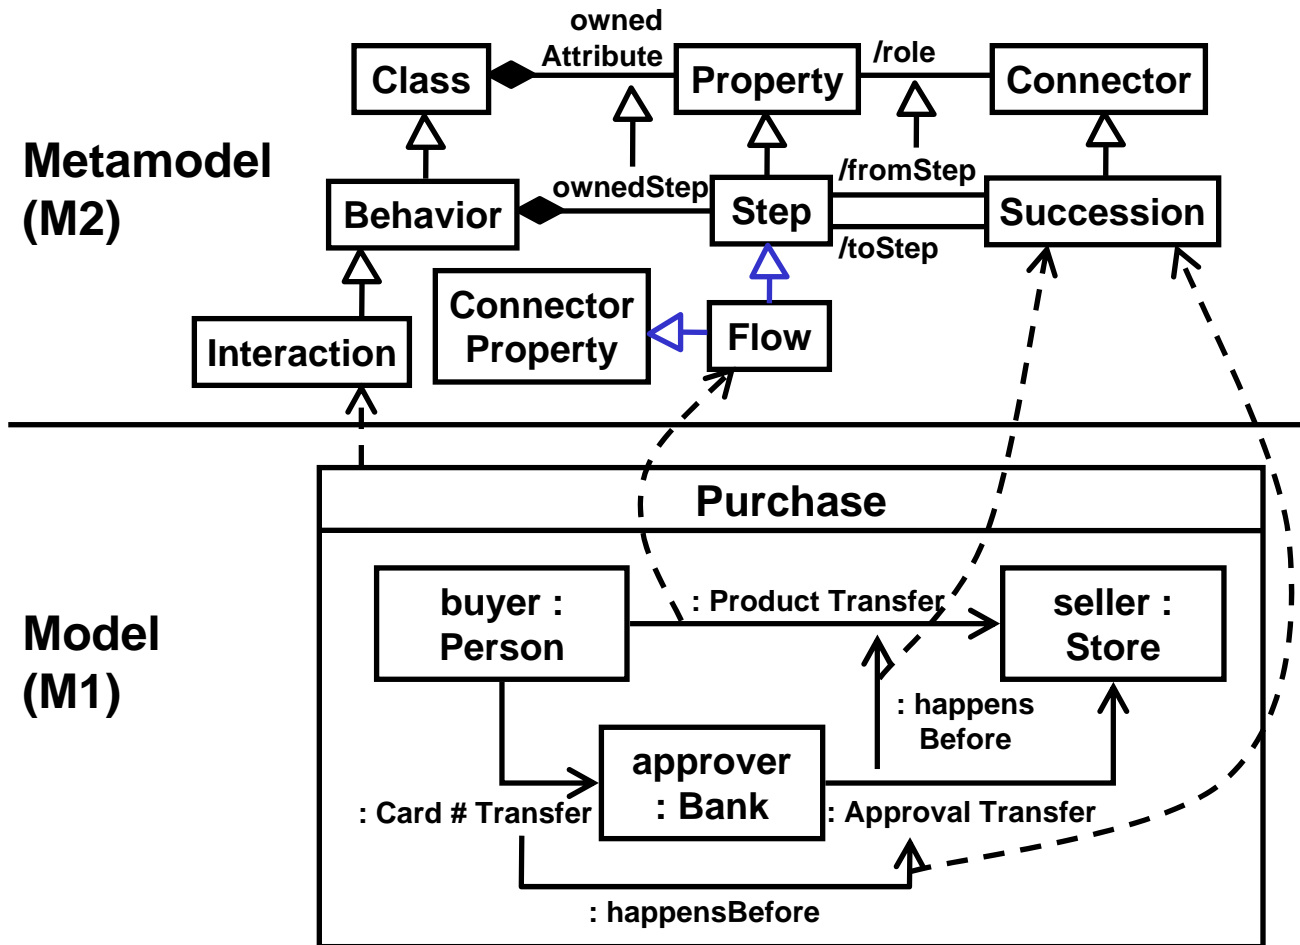 owned
Attribute
/role
Class
Property
Connector
Metamodel
(M2)
/fromStep
ownedStep
Behavior
Step
Succession
/toStep
Connector
Property
Flow
Interaction
Purchase
Model
(M1)
buyer :
Person
: Product Transfer
seller :
Store
: happens
Before
approver
: Bank
: Card # Transfer
: Approval Transfer
: happensBefore